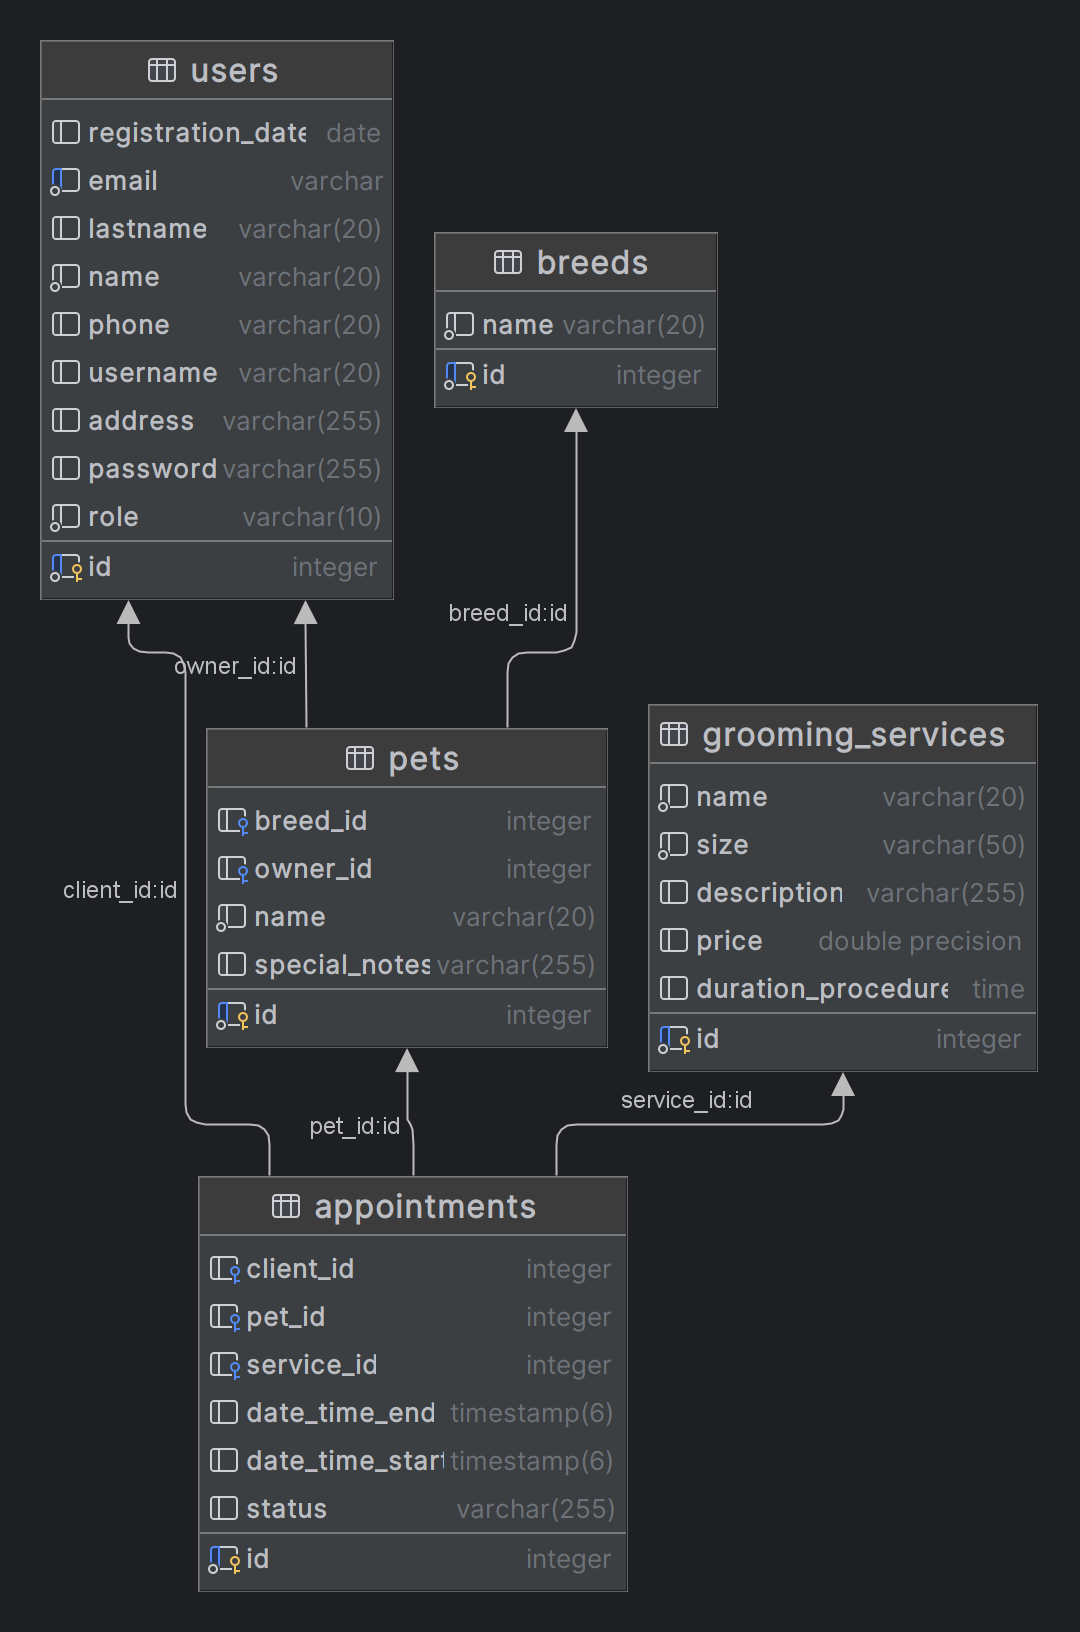 users
registration_date date
email varchar
lastname varchar(20)
name varchar(20)
phone varchar(20)
username varchar(20)
address varchar(255)
password varchar(255)
role varchar(10)
id integer
breeds
name varchar(20)
id integer
breed_id:id
owner_id:id
client_id:id
pets
breed_id integer
owner_id integer
name varchar(20)
special_notes varchar(255)
id integer
grooming_services
name varchar(20)
size varchar(50)
description varchar(255)
price double precision
duration_procedure time
id integer
service_id:id
pet_id:id
appointments
client_id integer
pet_id integer
service_id integer
date_time_end timestamp(6)
date_time_start timestamp(6)
status varchar(255)
id integer